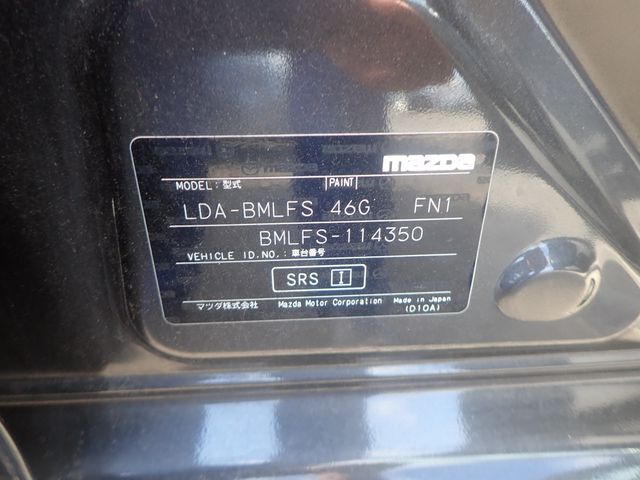 mazda
MODEL: 型式 PAINT
LDA-BMLFS 46G FN1
BMLFS-114350
VEHICLE ID.NO.: 車台番号
SRS I
マツダ株式会社 Mazda Motor Corporation Made in Japan
(D10A)